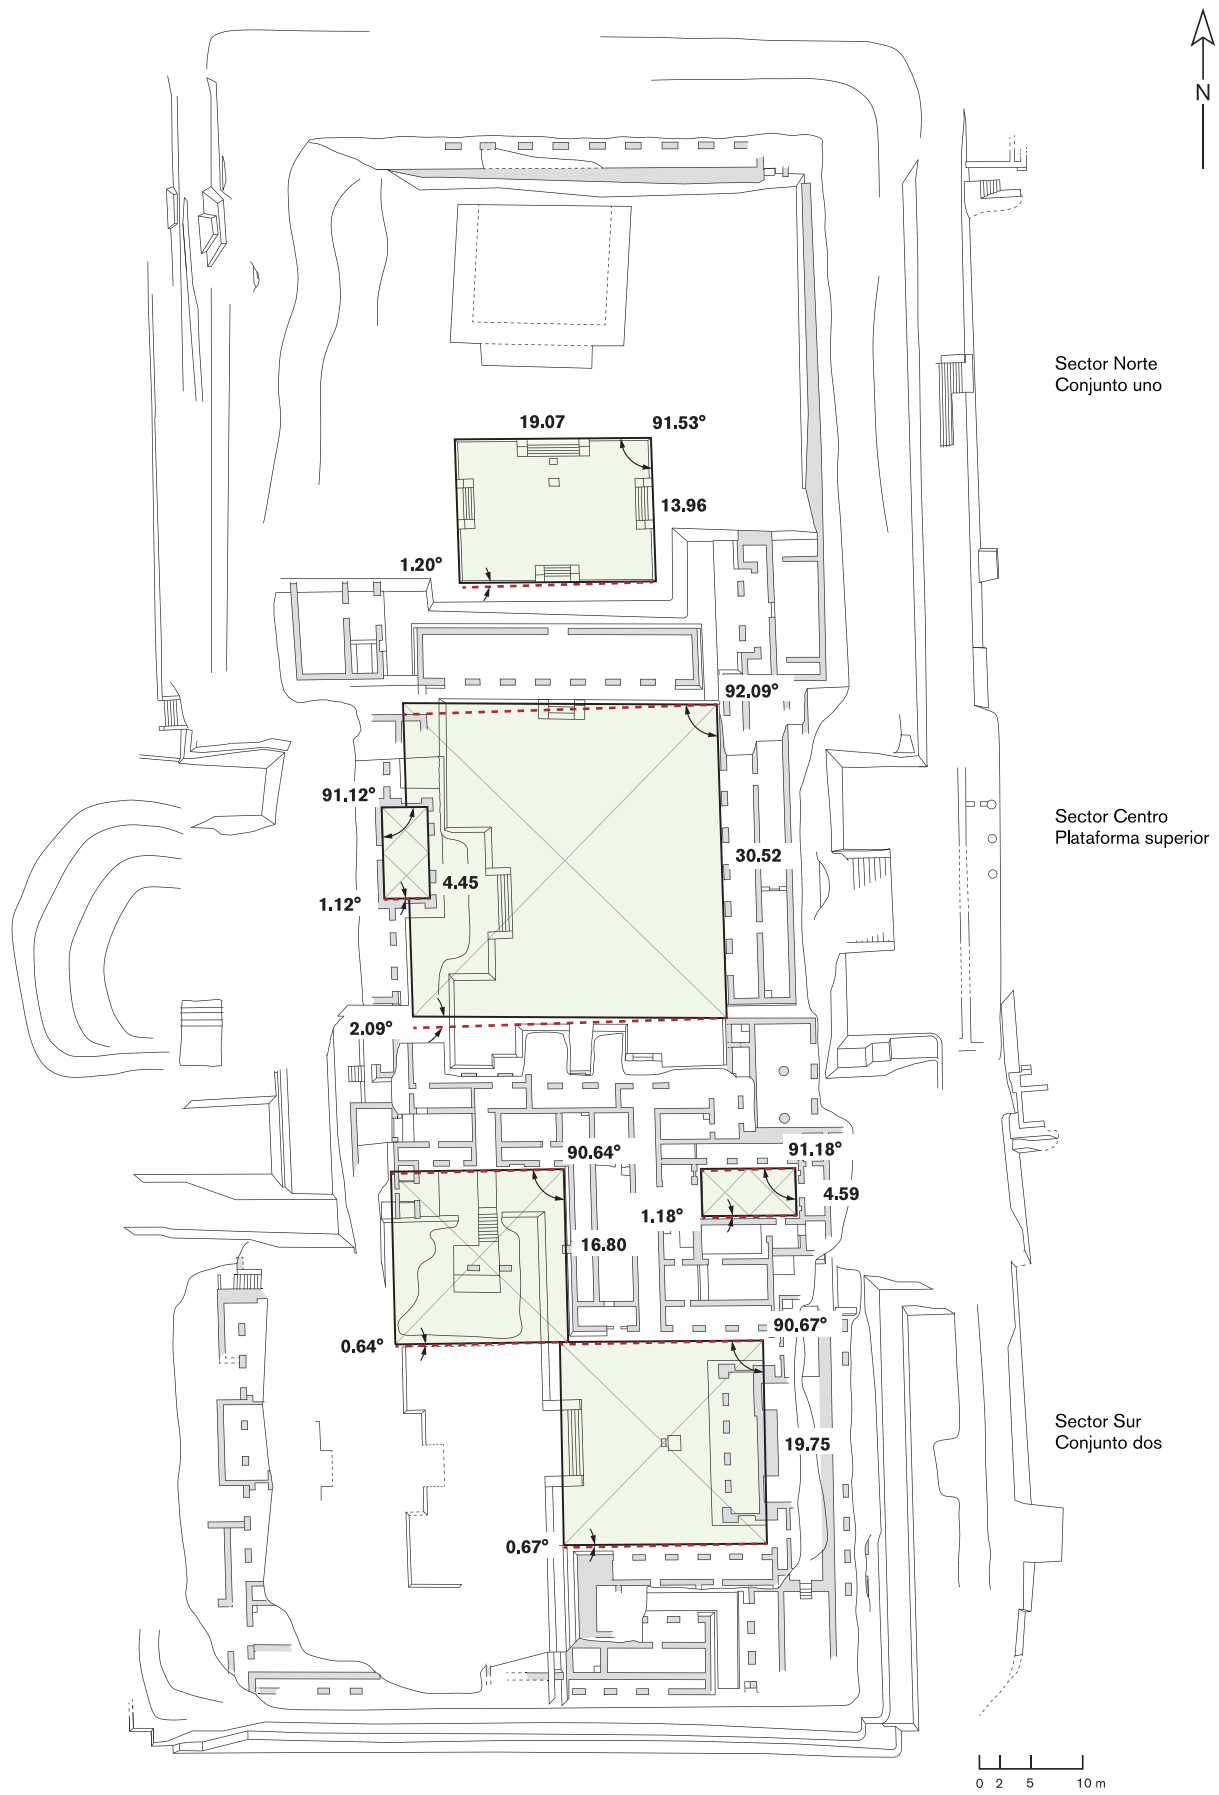 N
Sector Norte
Conjunto uno
19.07
91.53°
13.96
1.20°
92.09°
91.12°
Sector Centro
Plataforma superior
30.52
4.45
1.12°
2.09°
90.64°
91.18°
4.59
1.18°
16.80
90.67°
0.64°
Sector Sur
Conjunto dos
19.75
0.67°
0 2 5 10 m